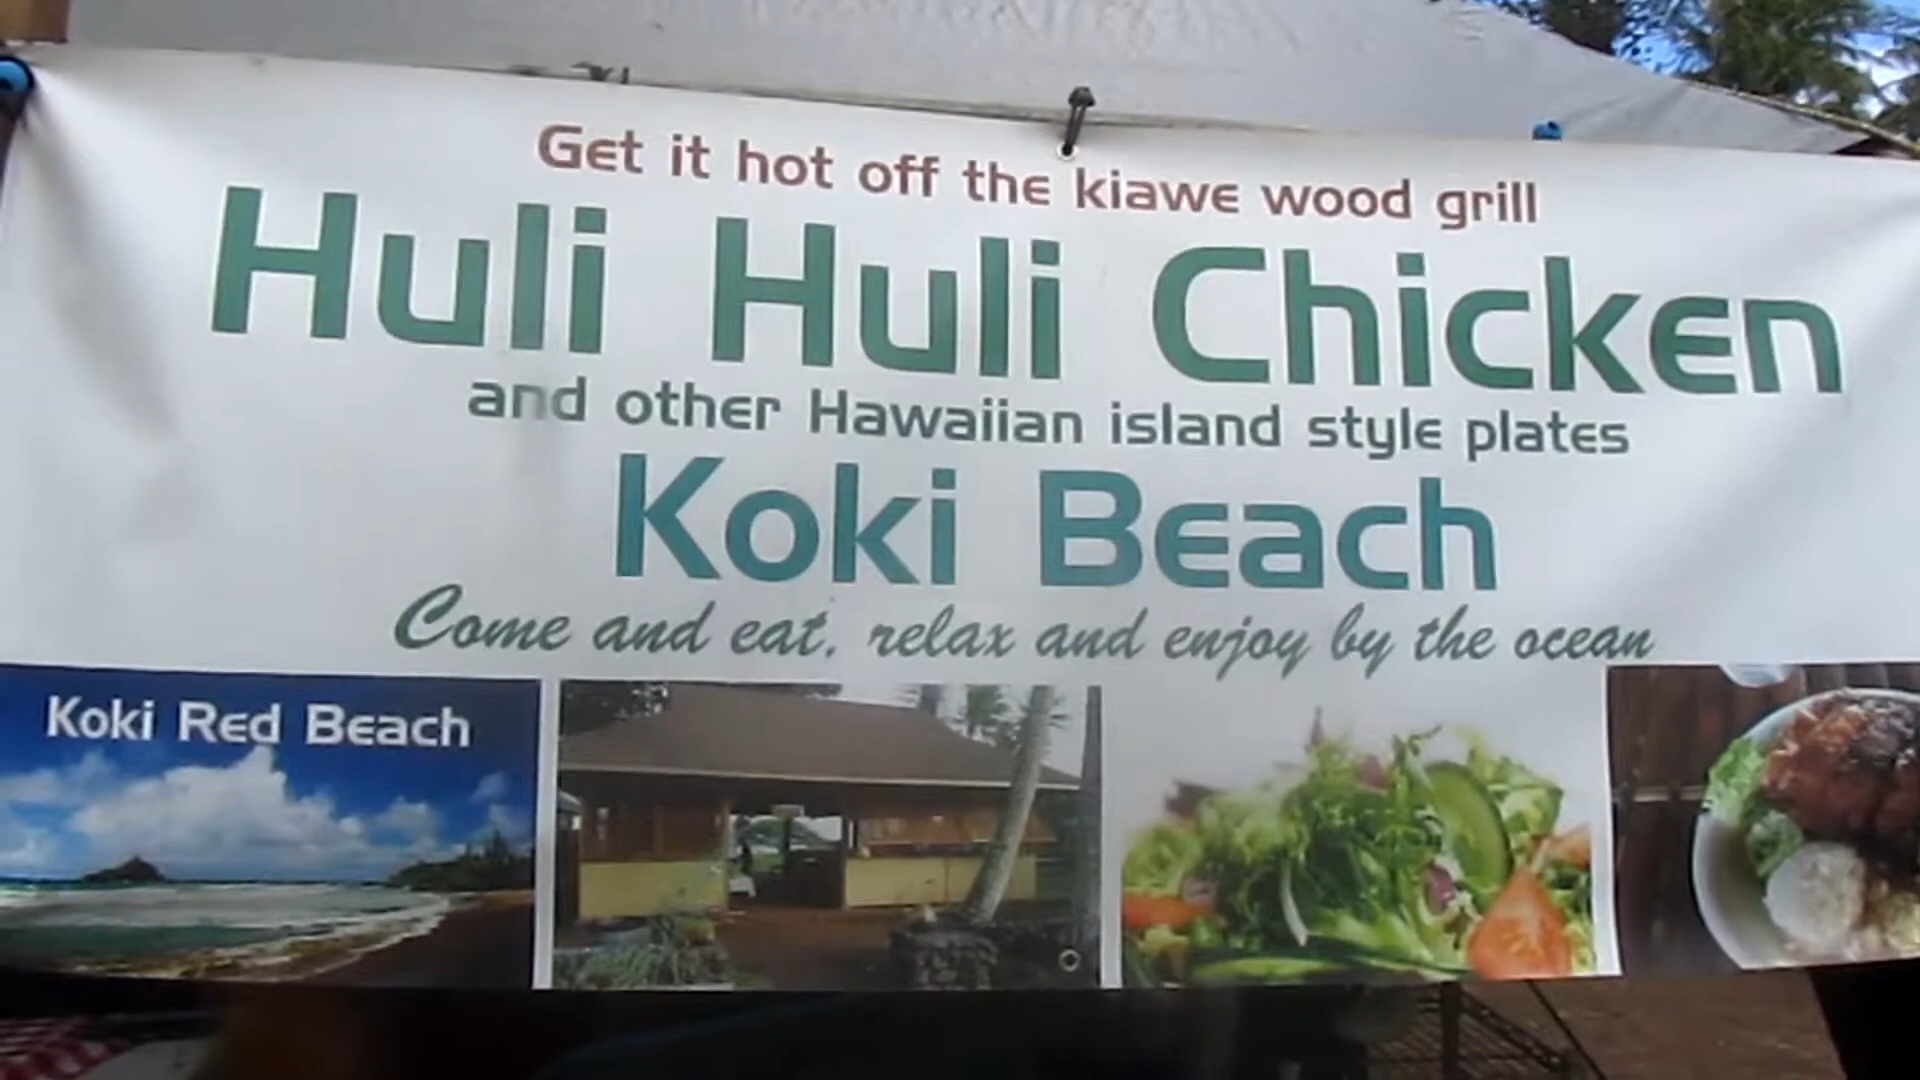 Get it hot off the kiawe wood grill
Huli Huli Chicken
and other Hawaiian island style plates
Koki Beach
Come and eat, relax and enjoy by the ocean
Koki Red Beach